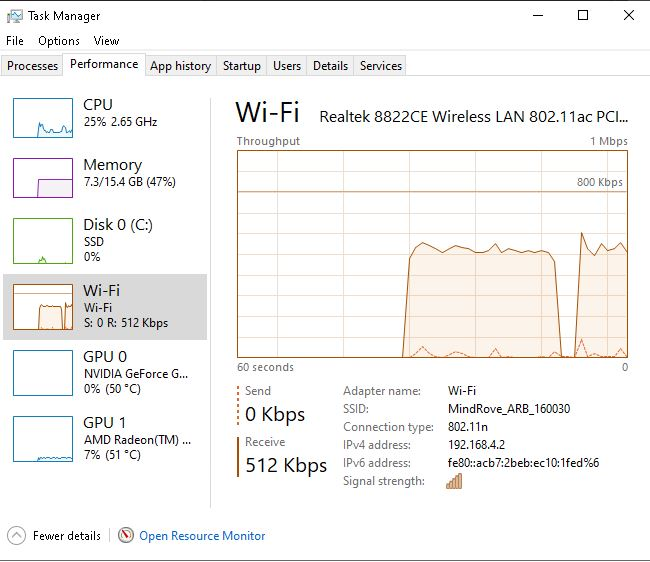 Task Manager
File Options View
Processes Performance App history Startup Users Details Services
CPU
25% 2.65 GHz
Memory
7.3/15.4 GB (47%)
Disk 0 (C:)
SSD
0%
Wi-Fi
Wi-Fi
S: 0 R: 512 Kbps
GPU 0
NVIDIA GeForce G...
0% (50 °C)
GPU 1
AMD Radeon(TM) ...
7% (51 °C)
Wi-Fi Realtek 8822CE Wireless LAN 802.11ac PCI...
Throughput 1 Mbps
800 Kbps
60 seconds 0
Send
0 Kbps
Receive
512 Kbps
Adapter name: Wi-Fi
SSID: MindRove_ARB_160030
Connection type: 802.11n
IPv4 address: 192.168.4.2
IPv6 address: fe80::acb7:2beb:ec10:1fed%6
Signal strength:
Fewer details Open Resource Monitor